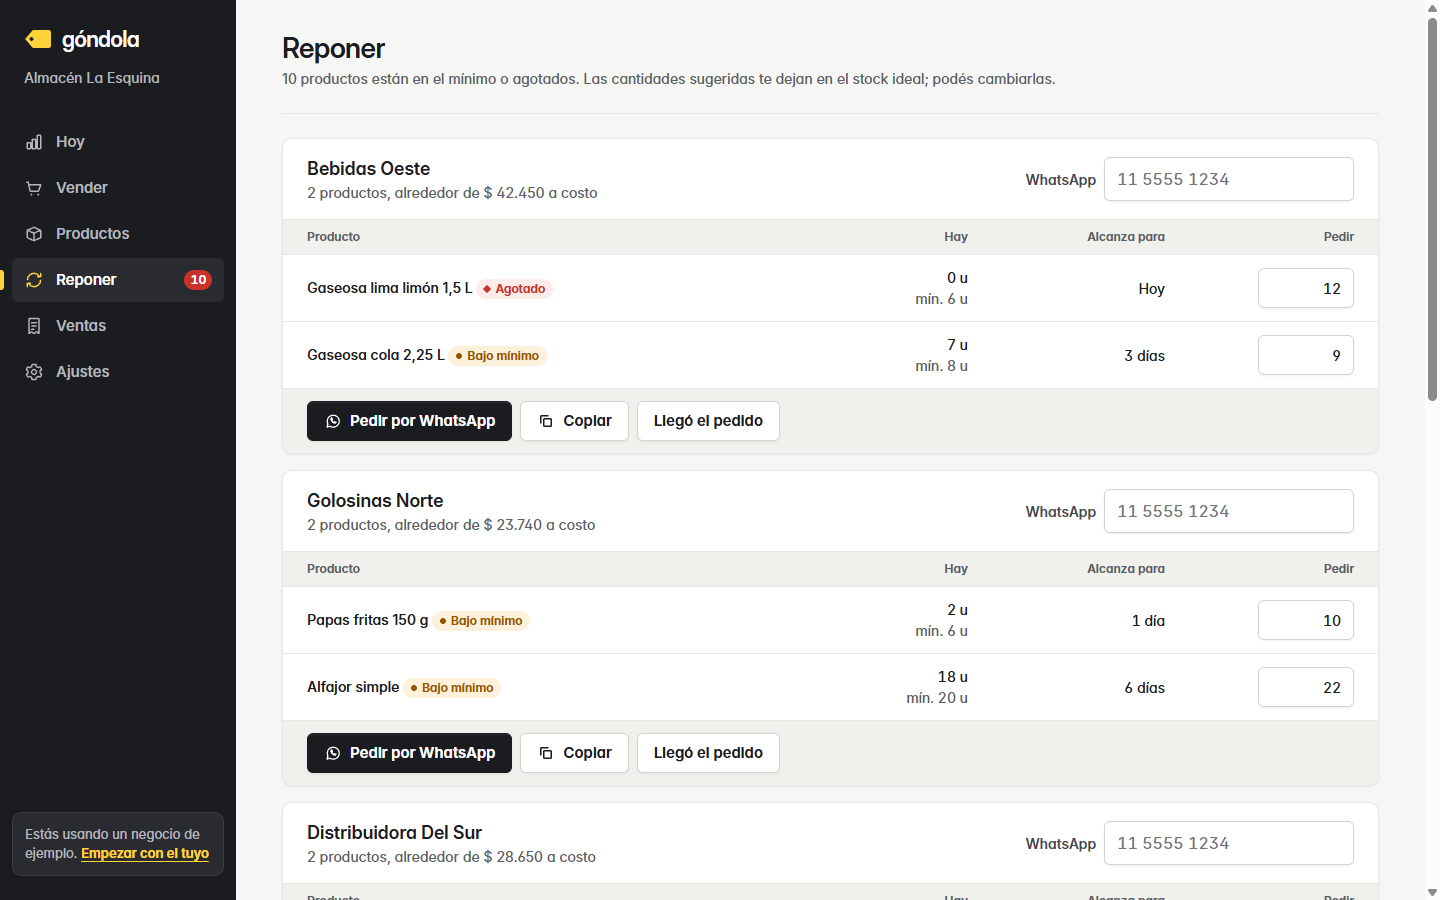 góndola
Almacén La Esquina
Hoy
Vender
Productos
Reponer 10
Ventas
Ajustes
Estás usando un negocio de
ejemplo. Empezar con el tuyo
Reponer
10 productos están en el mínimo o agotados. Las cantidades sugeridas te dejan en el stock ideal; podés cambiarlas.
Bebidas Oeste
2 productos, alrededor de $ 42.450 a costo
WhatsApp 11 5555 1234
Producto Hay Alcanza para Pedir
Gaseosa lima limón 1,5 L Agotado 0 u Hoy 12
mín. 6 u
Gaseosa cola 2,25 L Bajo mínimo 7 u 3 días 9
mín. 8 u
Pedir por WhatsApp Copiar Llegó el pedido
Golosinas Norte
2 productos, alrededor de $ 23.740 a costo
WhatsApp 11 5555 1234
Producto Hay Alcanza para Pedir
Papas fritas 150 g Bajo mínimo 2 u 1 día 10
mín. 6 u
Alfajor simple Bajo mínimo 18 u 6 días 22
mín. 20 u
Pedir por WhatsApp Copiar Llegó el pedido
Distribuidora Del Sur
2 productos, alrededor de $ 28.650 a costo
WhatsApp 11 5555 1234
Producto Hay Alcanza para Pedir